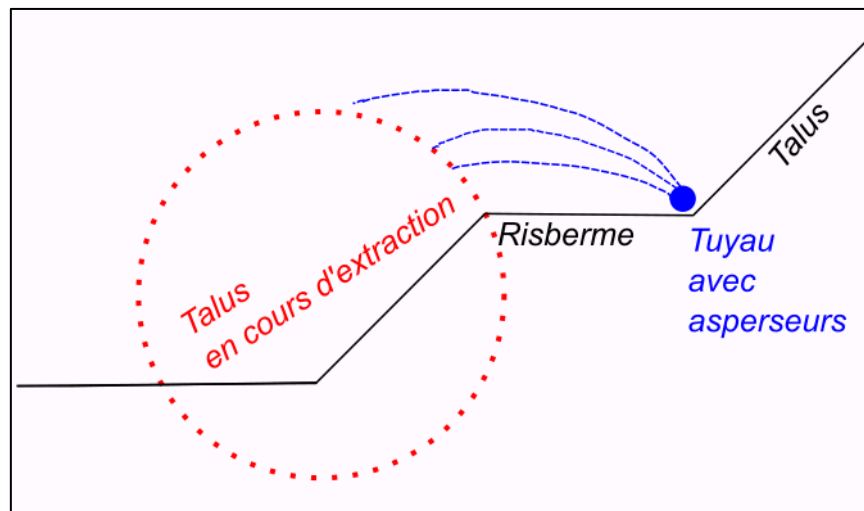 Talus
Talus
en cours d'extraction
Risberme
Tuyau
avec
asperseurs